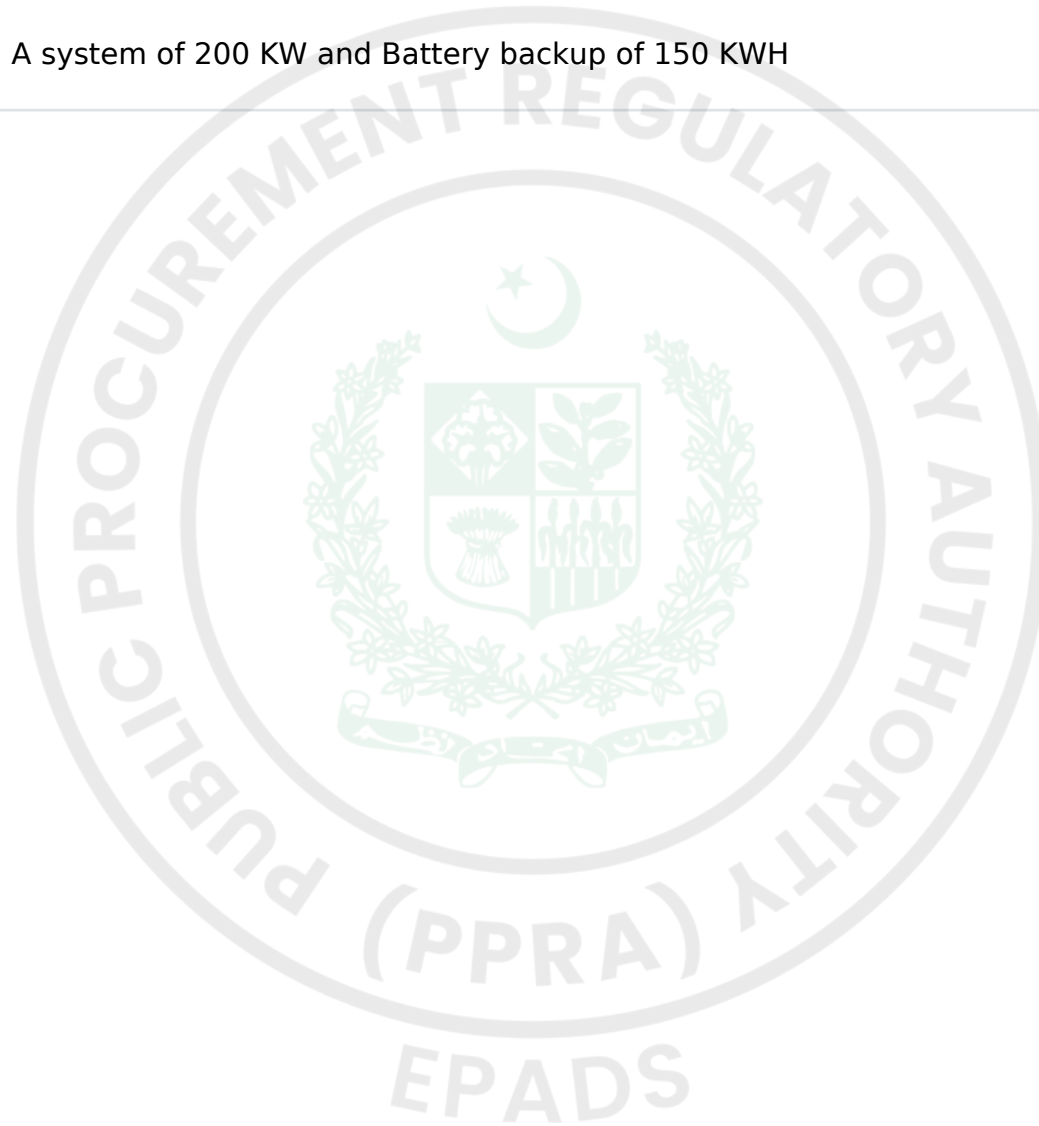 A system of 200 KW and Battery backup of 150 KWH
PUBLIC PROCUREMENT REGULATORY AUTHORITY
(PPRA)
EPADS